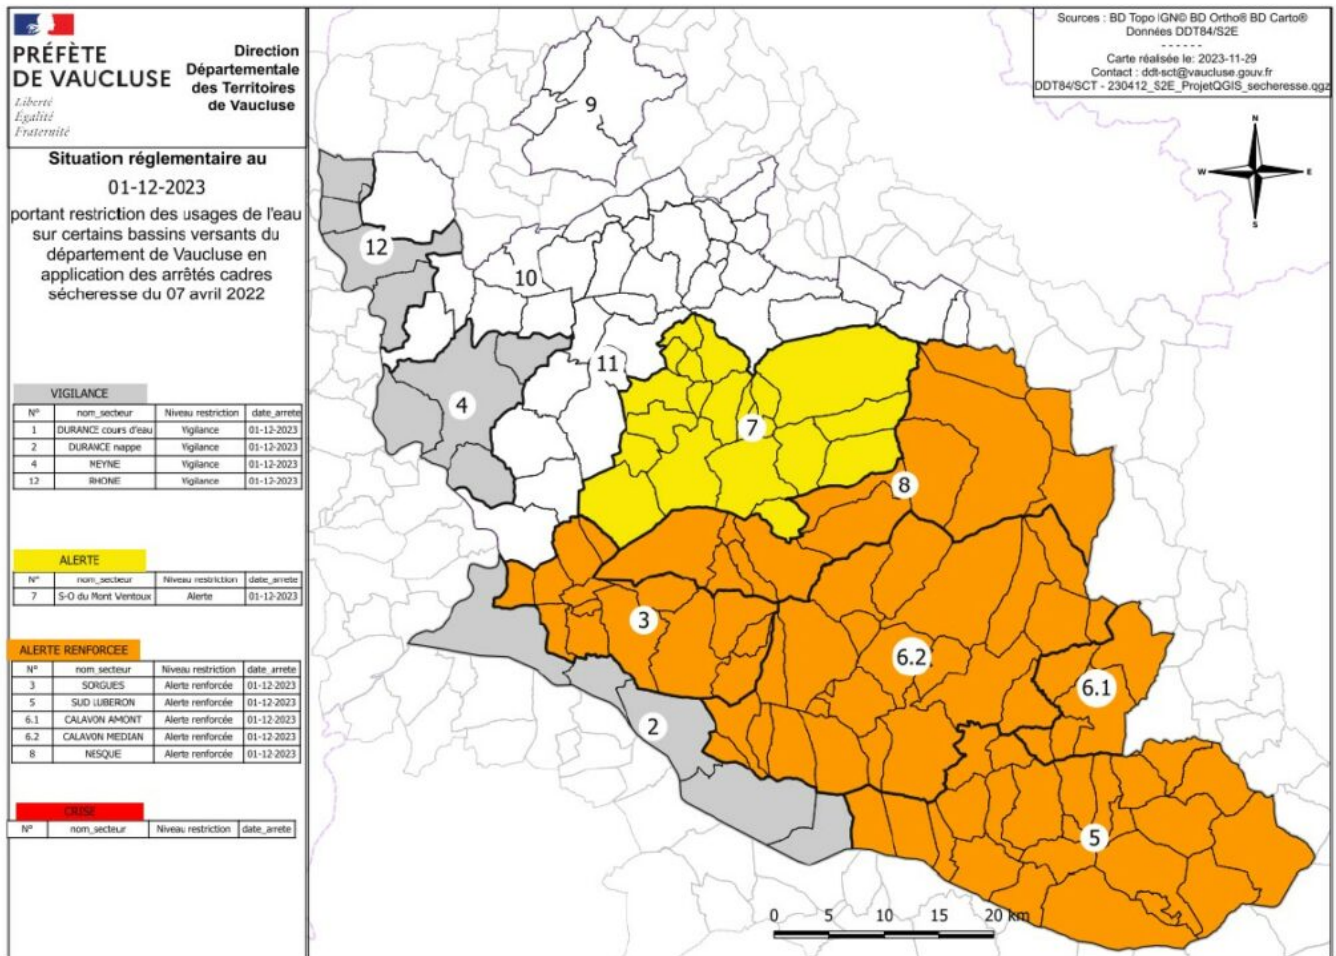 PRÉFÈTE
DE VAUCLUSE
Liberté
Égalité
Fraternité
Direction
Départementale
des Territoires
de Vaucluse
Situation réglementaire au
01-12-2023
portant restriction des usages de l'eau
sur certains bassins versants du
département de Vaucluse en
application des arrêtés cadres
sécheresse du 07 avril 2022
VIGILANCE
N° nom_secteur Niveau restriction date_arrete
1 DURANCE cours d'eau Vigilance 01-12-2023
2 DURANCE nappe Vigilance 01-12-2023
4 MEYNE Vigilance 01-12-2023
12 RHONE Vigilance 01-12-2023
ALERTE
N° nom_secteur Niveau restriction date_arrete
7 S-O du Mont Ventoux Alerte 01-12-2023
ALERTE RENFORCEE
N° nom_secteur Niveau restriction date_arrete
3 SORGUES Alerte renforcée 01-12-2023
5 SUD LUBERON Alerte renforcée 01-12-2023
6.1 CALAVON AMONT Alerte renforcée 01-12-2023
6.2 CALAVON MEDIAN Alerte renforcée 01-12-2023
8 NESQUE Alerte renforcée 01-12-2023
CRISE
N° nom_secteur Niveau restriction date_arrete
Sources : BD Topo IGN© BD Ortho® BD Carto®
Données DDT84/S2E
- - - - - -
Carte réalisée le: 2023-11-29
Contact : ddt-sct@vaucluse.gouv.fr
DDT84/SCT - 230412_S2E_ProjetQGIS_secheresse.qgz
N
W E
S
9
12
10
11
4
7
8
3
6.2
6.1
2
5
0 5 10 15 20 km